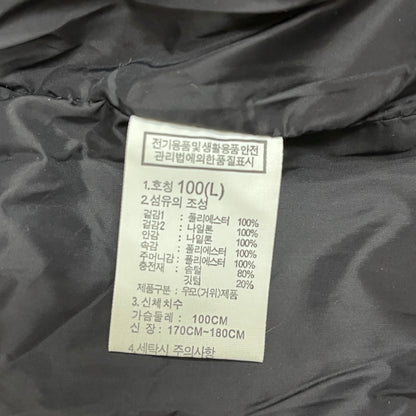 전기용품및생활용품안전
관리법에의한품질표시
1.호칭 100(L)
2.섬유의 조성
겉감1 : 폴리에스터 100%
겉감2 : 나일론 100%
안감 : 나일론 100%
속감 : 폴리에스터 100%
주머니감 : 폴리에스터 100%
충전재 : 솜털 80%
깃털 20%
제품구분 : 우모(거위)제품
3.신체치수
가슴둘레 : 100CM
신 장 : 170CM~180CM
4.세탁시 주의사항